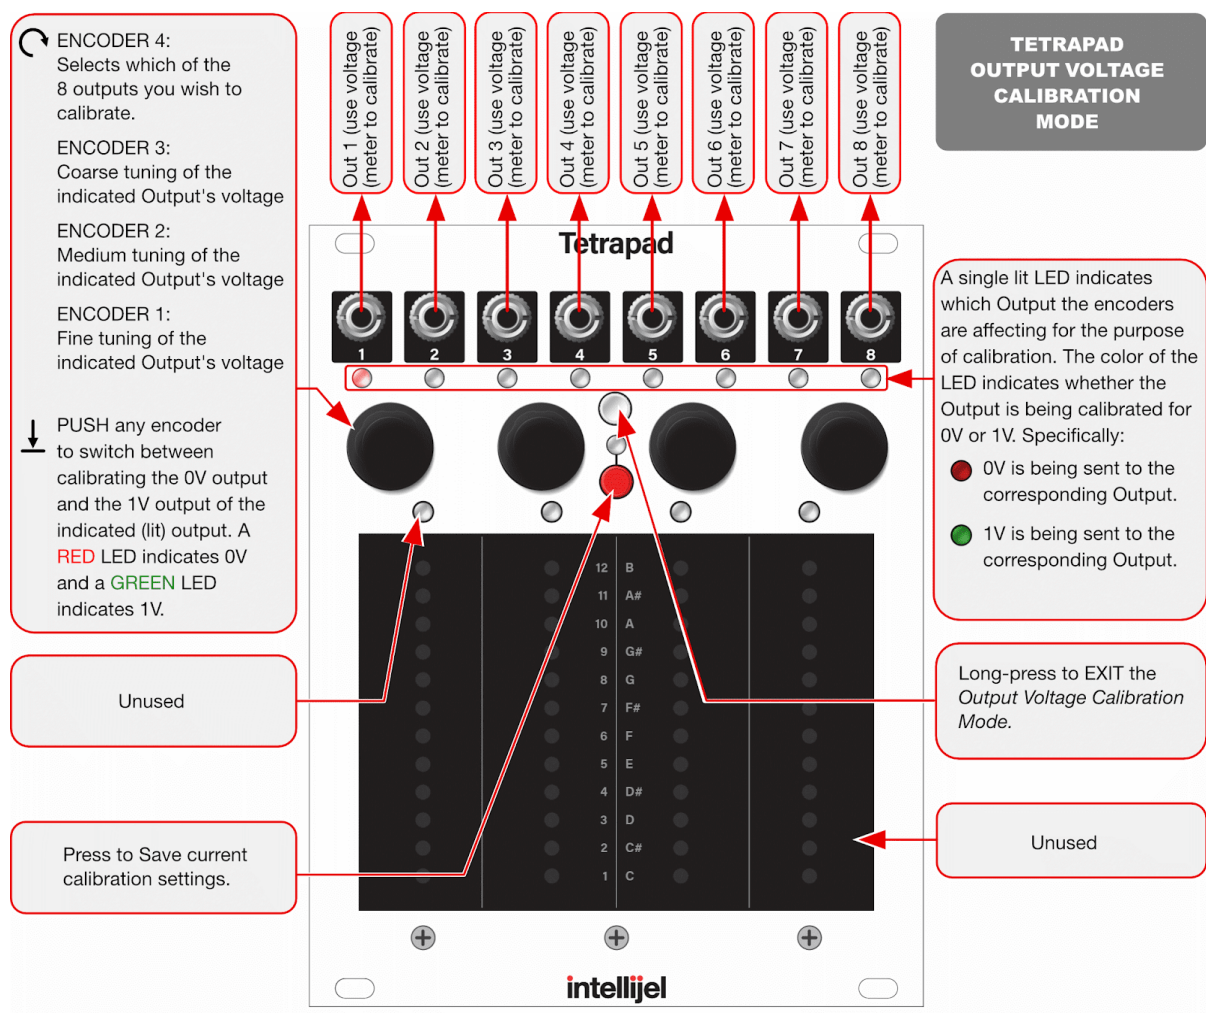 ENCODER 4:
Selects which of the
8 outputs you wish to
calibrate.
ENCODER 3:
Coarse tuning of the
indicated Output's voltage
ENCODER 2:
Medium tuning of the
indicated Output's voltage
ENCODER 1:
Fine tuning of the
indicated Output's voltage
PUSH any encoder
to switch between
calibrating the 0V output
and the 1V output of the
indicated (lit) output. A
RED LED indicates 0V
and a GREEN LED
indicates 1V.
Unused
Press to Save current
calibration settings.
Out 1 (use voltage
(meter to calibrate)
Out 2 (use voltage
(meter to calibrate)
Out 3 (use voltage
(meter to calibrate)
Out 4 (use voltage
(meter to calibrate)
Out 5 (use voltage
(meter to calibrate)
Out 6 (use voltage
(meter to calibrate)
Out 7 (use voltage
(meter to calibrate)
Out 8 (use voltage
(meter to calibrate)
Tetrapad
1 2 3 4 5 6 7 8
12 B
11 A#
10 A
9 G#
8 G
7 F#
6 F
5 E
4 D#
3 D
2 C#
1 C
intellijel
TETRAPAD
OUTPUT VOLTAGE
CALIBRATION
MODE
A single lit LED indicates
which Output the encoders
are affecting for the purpose
of calibration. The color of the
LED indicates whether the
Output is being calibrated for
0V or 1V. Specifically:
0V is being sent to the
corresponding Output.
1V is being sent to the
corresponding Output.
Long-press to EXIT the
Output Voltage Calibration
Mode.
Unused